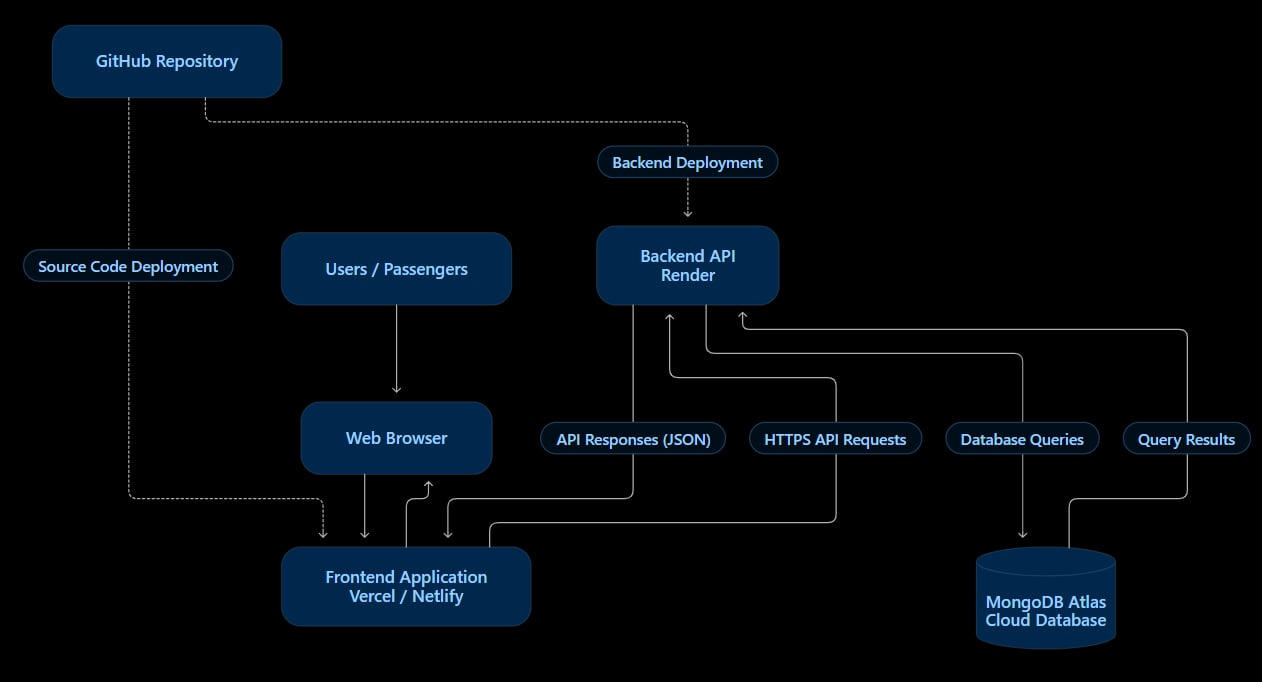 GitHub Repository
Backend Deployment
Source Code Deployment
Users / Passengers
Backend API
Render
Web Browser
API Responses (JSON)
HTTPS API Requests
Database Queries
Query Results
Frontend Application
Vercel / Netlify
MongoDB Atlas
Cloud Database